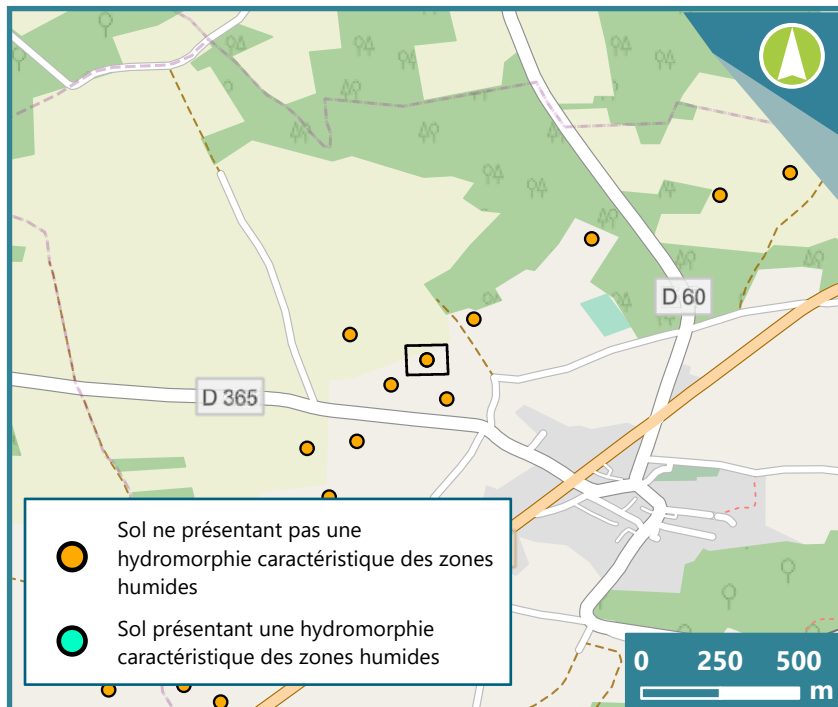 D 60
D 365
Sol ne présentant pas une
hydromorphie caractéristique des zones
humides
Sol présentant une hydromorphie
caractéristique des zones humides
0 250 500
m